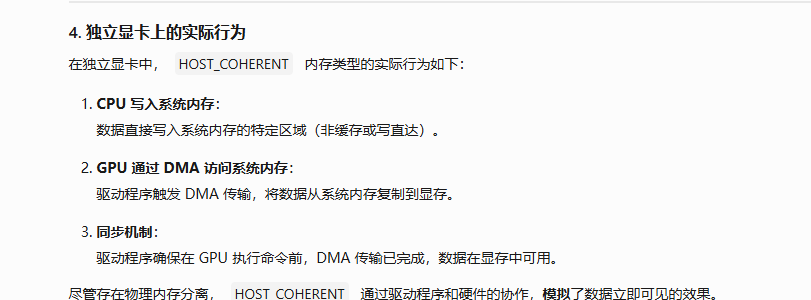 4. 独立显卡上的实际行为
在独立显卡中， HOST_COHERENT 内存类型的实际行为如下：
1. CPU 写入系统内存：
数据直接写入系统内存的特定区域（非缓存或写直达）。
2. GPU 通过 DMA 访问系统内存：
驱动程序触发 DMA 传输，将数据从系统内存复制到显存。
3. 同步机制：
驱动程序确保在 GPU 执行命令前，DMA 传输已完成，数据在显存中可用。
尽管存在物理内存分离， HOST_COHERENT 通过驱动程序和硬件的协作，模拟了数据立即可见的效果。